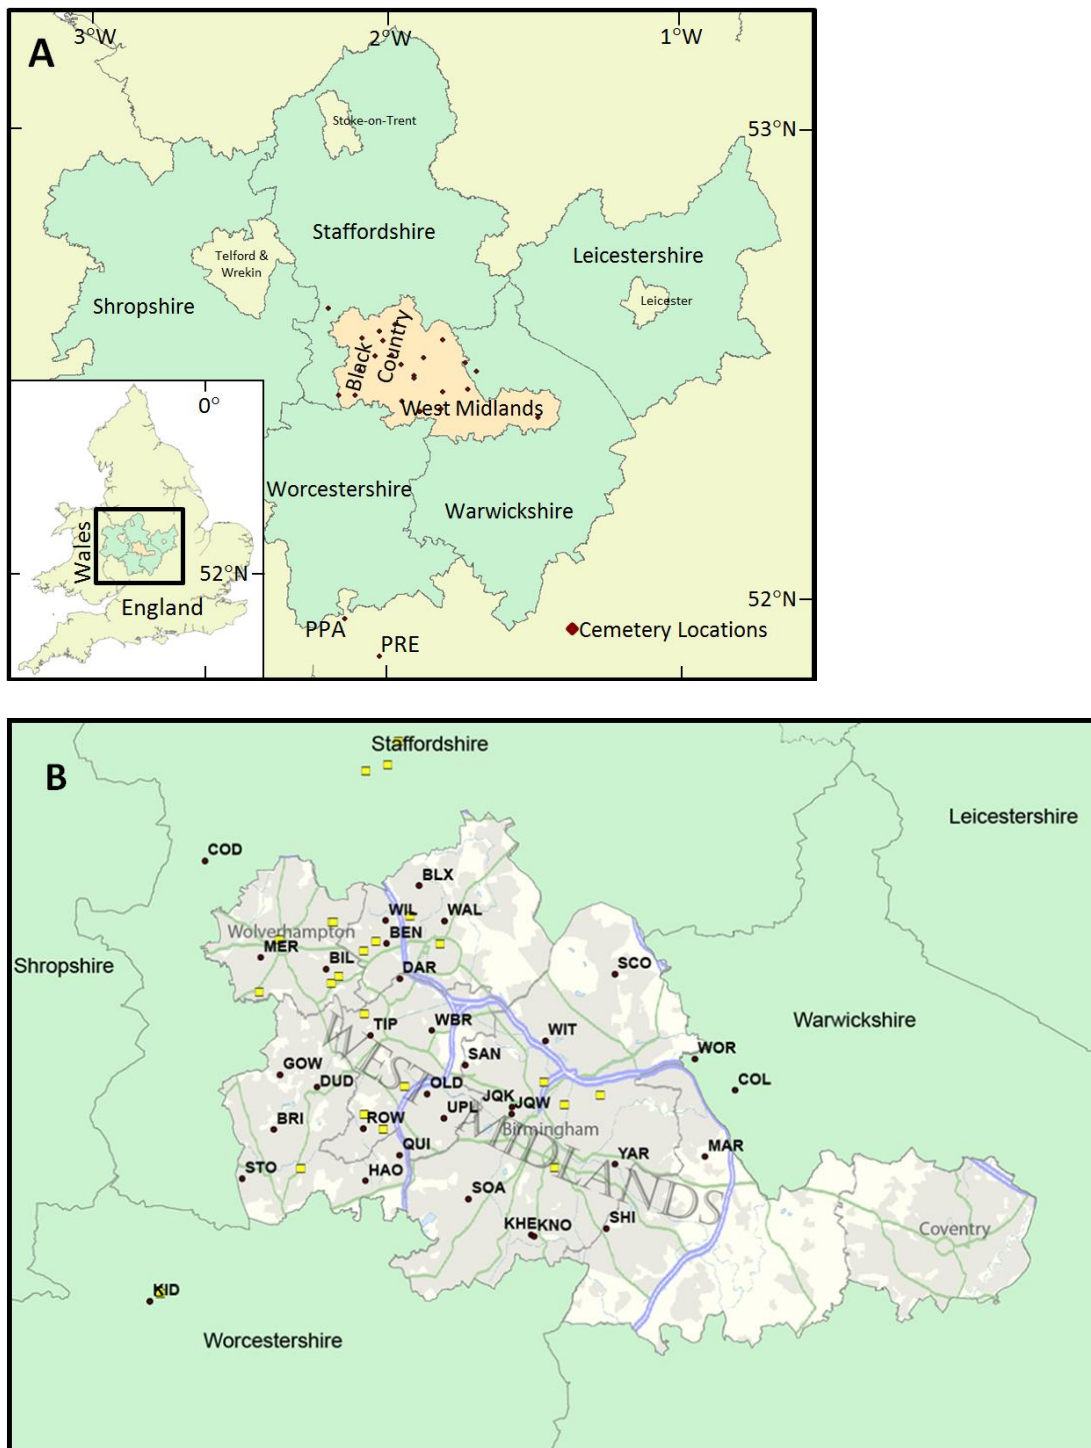 A
3°W
2°W
1°W
53°N
Stoke-on-Trent
Staffordshire
Leicestershire
Telford &
Wrekin
Leicester
Shropshire
Black
Country
West Midlands
0°
Worcestershire
Warwickshire
Wales
52°N
England
52°N
PPA
PRE
Cemetery Locations
B
Staffordshire
Leicestershire
COD
BLX
WIL
WAL
Wolverhampton
BEN
MER
BIL
DAR
SCO
Shropshire
TIP
WBR
WIT
Warwickshire
WOR
SAN
GOW
DUD
OLD
COL
JQK
JQW
UPL
BRI
ROW
Birmingham
WEST MIDLANDS
QUI
YAR
MAR
STO
HAO
SOA
KHE
KNO
SHI
Coventry
KID
Worcestershire